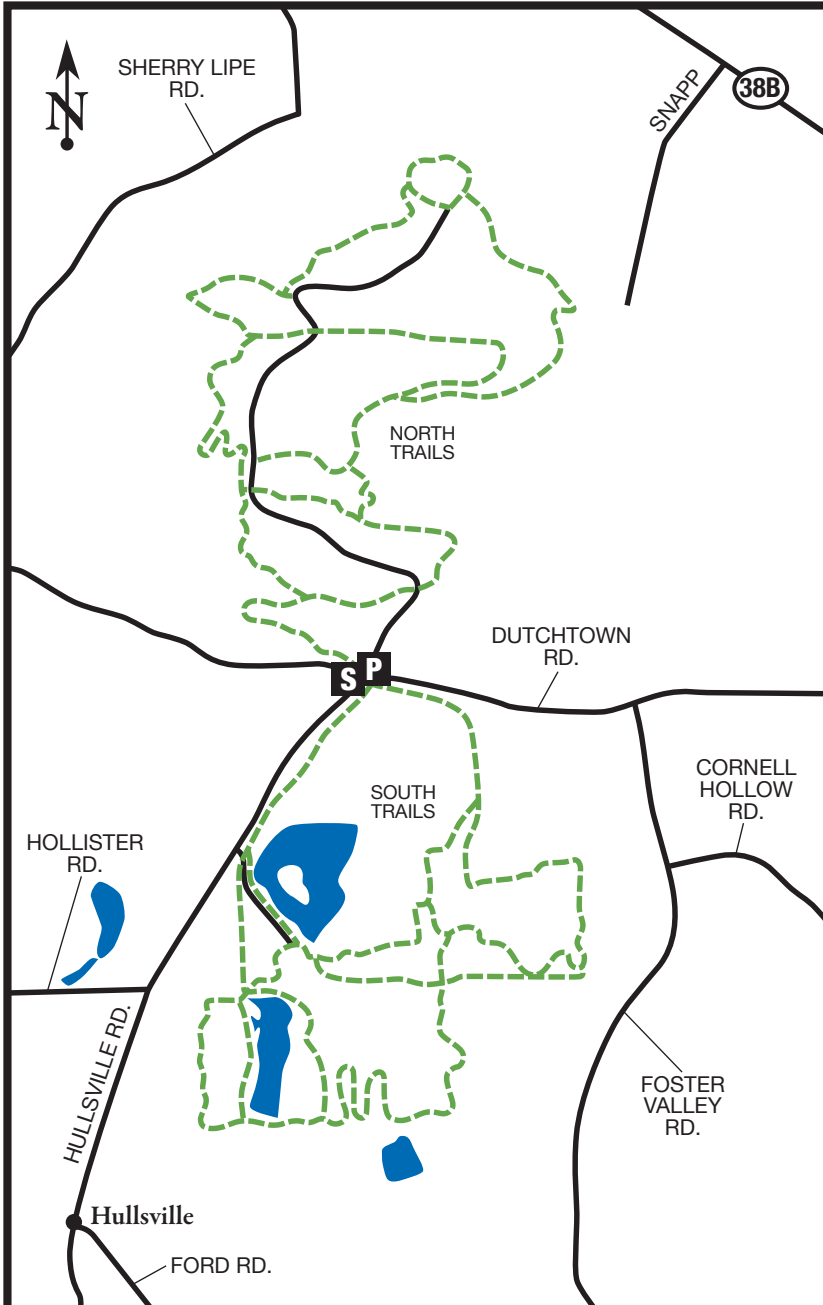 SHERRY LIPE
RD.
N
SNAPP
38B
NORTH
TRAILS
DUTCHTOWN
RD.
S
P
SOUTH
TRAILS
CORNELL
HOLLOW
RD.
HOLLISTER
RD.
HULLSVILLE RD.
FOSTER
VALLEY
RD.
Hullsville
FORD RD.